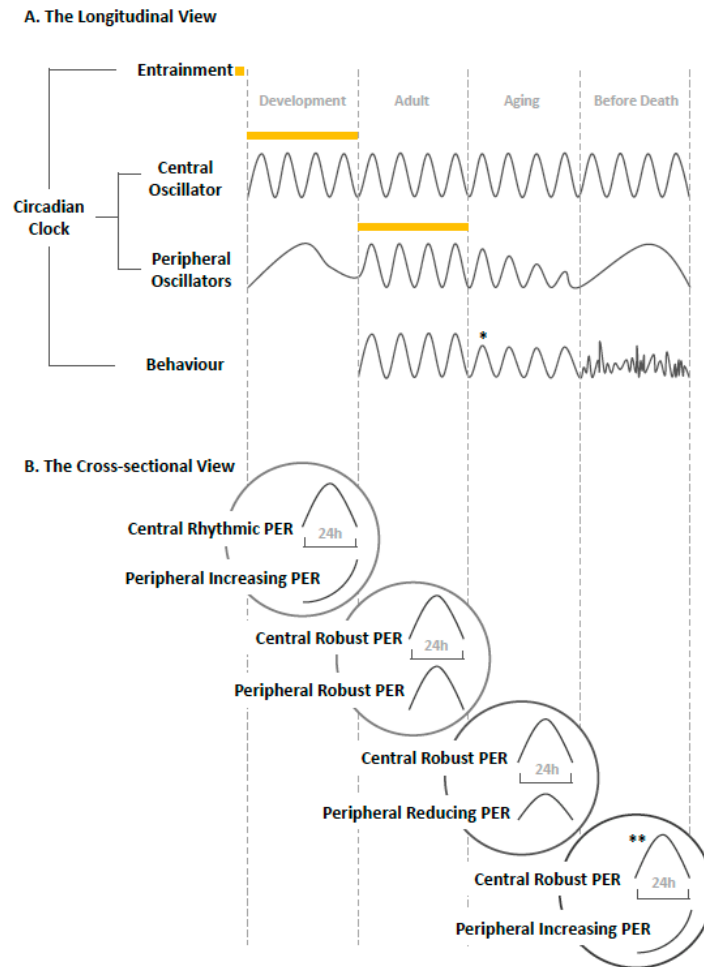 A. The Longitudinal View
Entrainment
Development Adult Aging Before Death
Central
Oscillator
Circadian
Clock
Peripheral
Oscillators
*
Behaviour
B. The Cross-sectional View
Central Rhythmic PER
24h
Peripheral Increasing PER
Central Robust PER
24h
Peripheral Robust PER
Central Robust PER
24h
Peripheral Reducing PER
**
Central Robust PER
24h
Peripheral Increasing PER